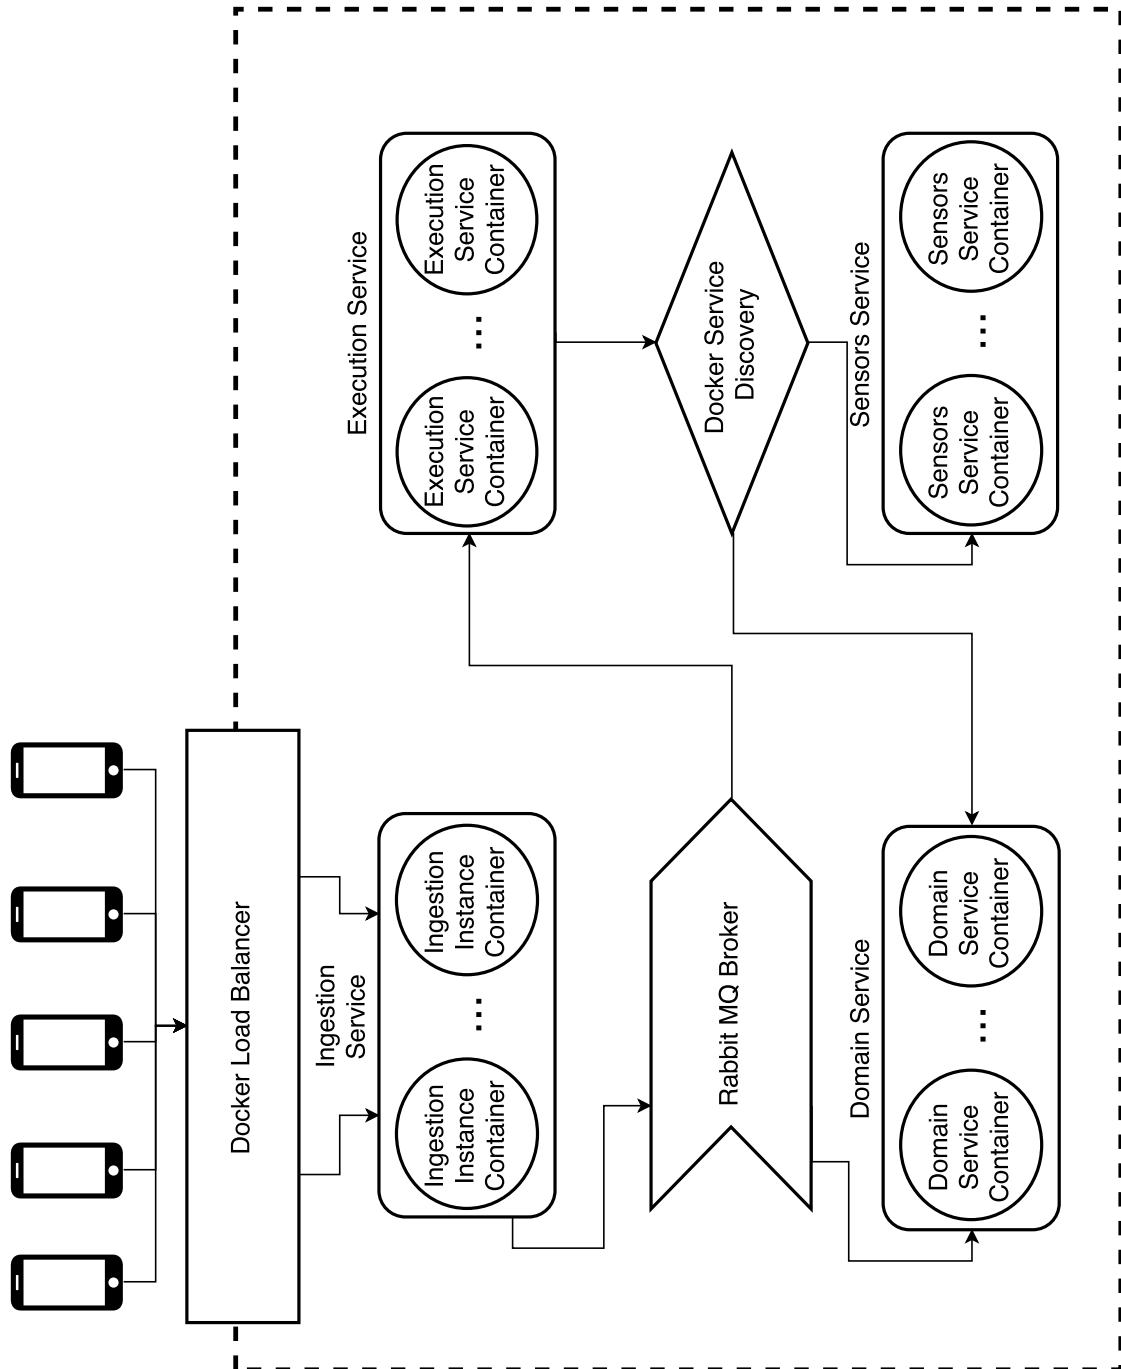 Docker Load Balancer
Ingestion
Service
Ingestion
Instance
Container
...
Ingestion
Instance
Container
Rabbit MQ Broker
Domain Service
Domain
Service
Container
...
Domain
Service
Container
Execution Service
Execution
Service
Container
...
Execution
Service
Container
Docker Service
Discovery
Sensors Service
Sensors
Service
Container
...
Sensors
Service
Container